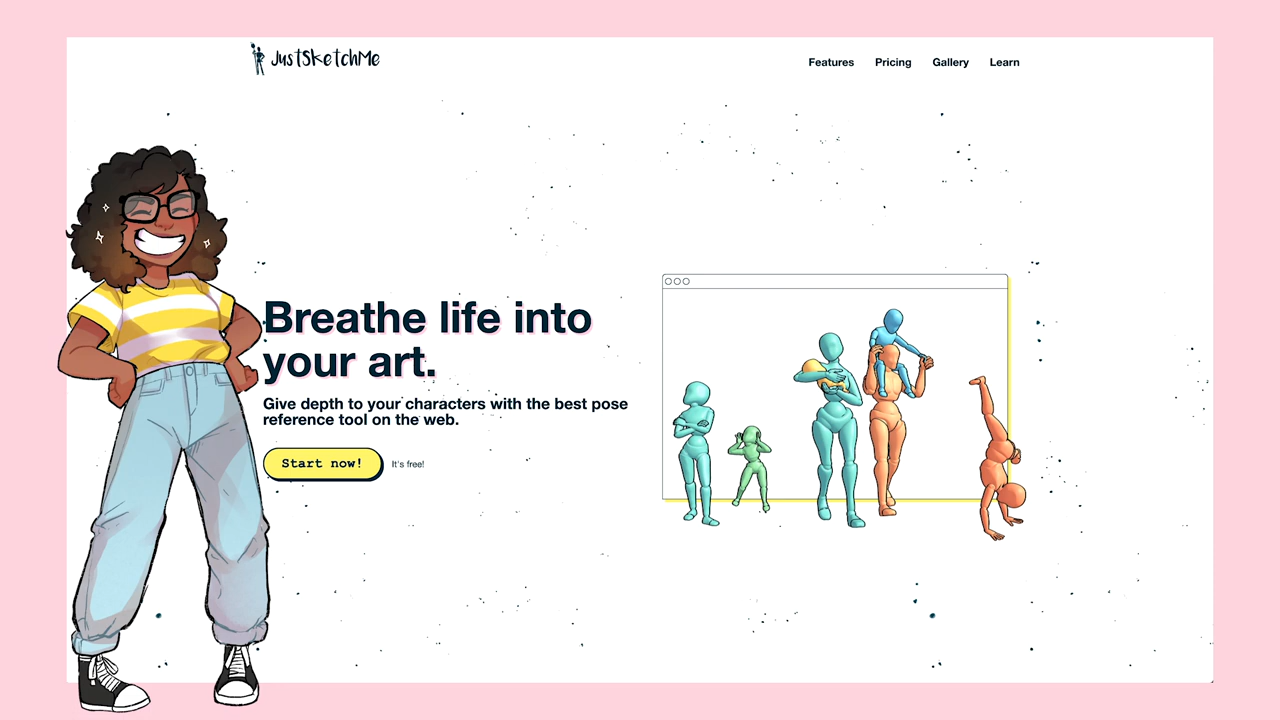 JustSketchMe
Features Pricing Gallery Learn
Breathe life into
your art.
Give depth to your characters with the best pose
reference tool on the web.
Start now! It's free!